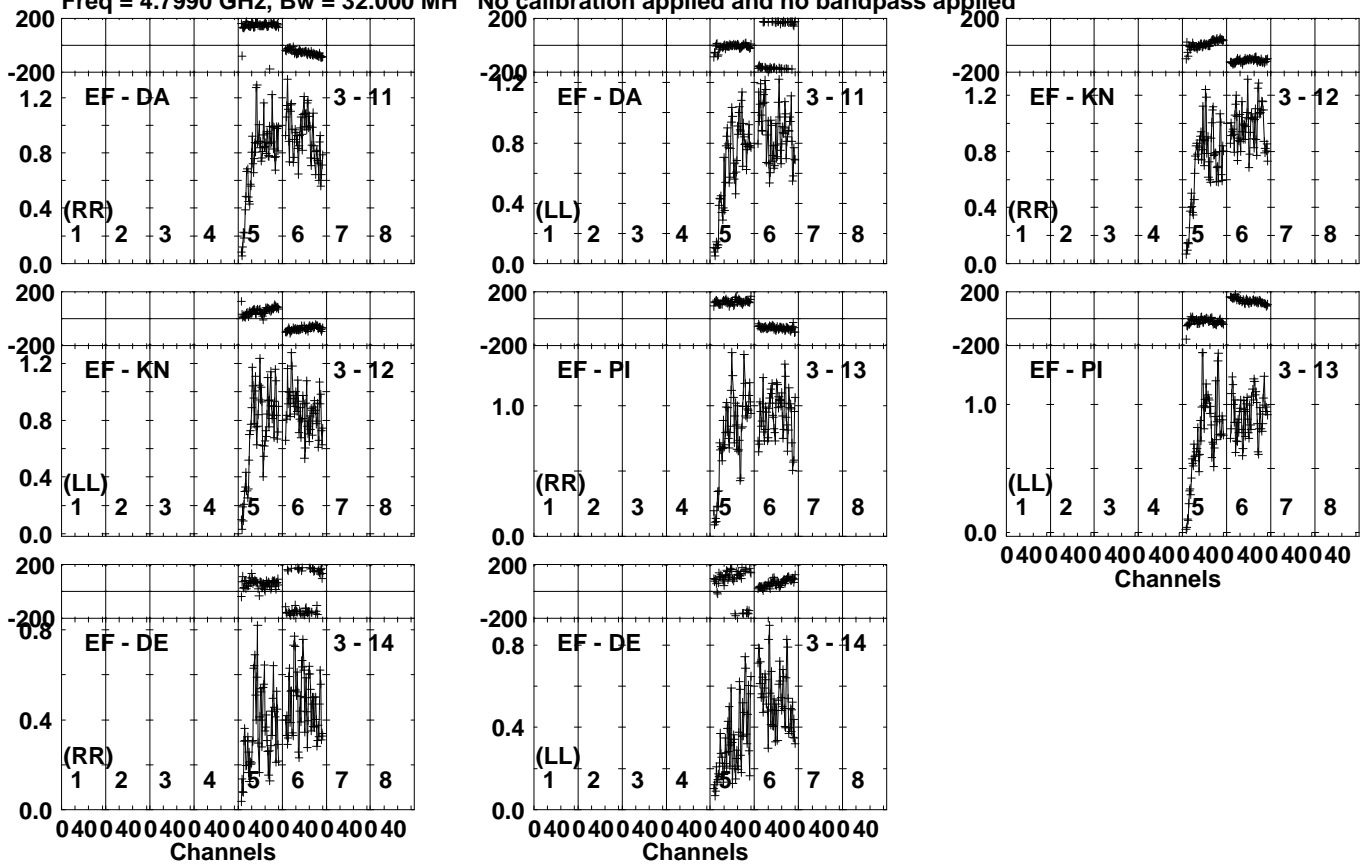 Freq = 4.7990 GHz, Bw = 32.000 MH No calibration applied and no bandpass applied
200
-200
1.2
0.8
0.4
0.0
EF - DA
3 - 11
(RR)
1 2 3 4 5 6 7 8
200
-200
1.2
0.8
0.4
0.0
EF - DA
3 - 11
(LL)
1 2 3 4 5 6 7 8
200
-200
1.2
0.8
0.4
0.0
EF - KN
3 - 12
(RR)
1 2 3 4 5 6 7 8
200
-200
1.2
0.8
0.4
0.0
EF - KN
3 - 12
(LL)
1 2 3 4 5 6 7 8
200
-200
1.0
0.0
EF - PI
3 - 13
(RR)
1 2 3 4 5 6 7 8
200
-200
1.0
0.0
EF - PI
3 - 13
(LL)
1 2 3 4 5 6 7 8
0 40 0 40 0 40 0 40 0 40 0 40 0 40 0 40
Channels
200
-200
0.8
0.4
0.0
EF - DE
3 - 14
(RR)
1 2 3 4 5 6 7 8
0 40 0 40 0 40 0 40 0 40 0 40 0 40 0 40
Channels
200
-200
0.8
0.4
0.0
EF - DE
3 - 14
(LL)
1 2 3 4 5 6 7 8
0 40 0 40 0 40 0 40 0 40 0 40 0 40 0 40
Channels